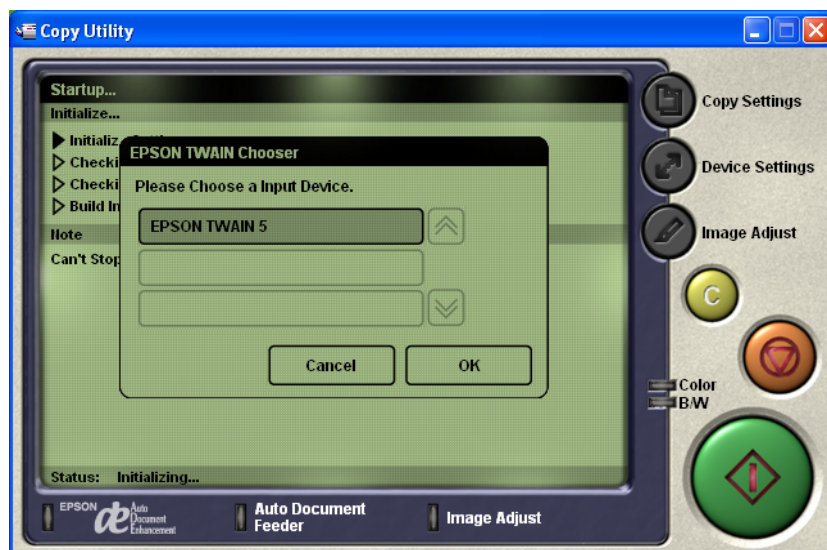 Copy Utility
Startup...
Initialize...
Initializ
Checki
Checki
Build In
Note
Can't Stop
EPSON TWAIN Chooser
Please Choose a Input Device.
EPSON TWAIN 5
Cancel
OK
Status: Initializing...
Copy Settings
Device Settings
Image Adjust
C
Color
B/W
EPSON
Auto
Document
Enhancement
Auto Document
Feeder
Image Adjust